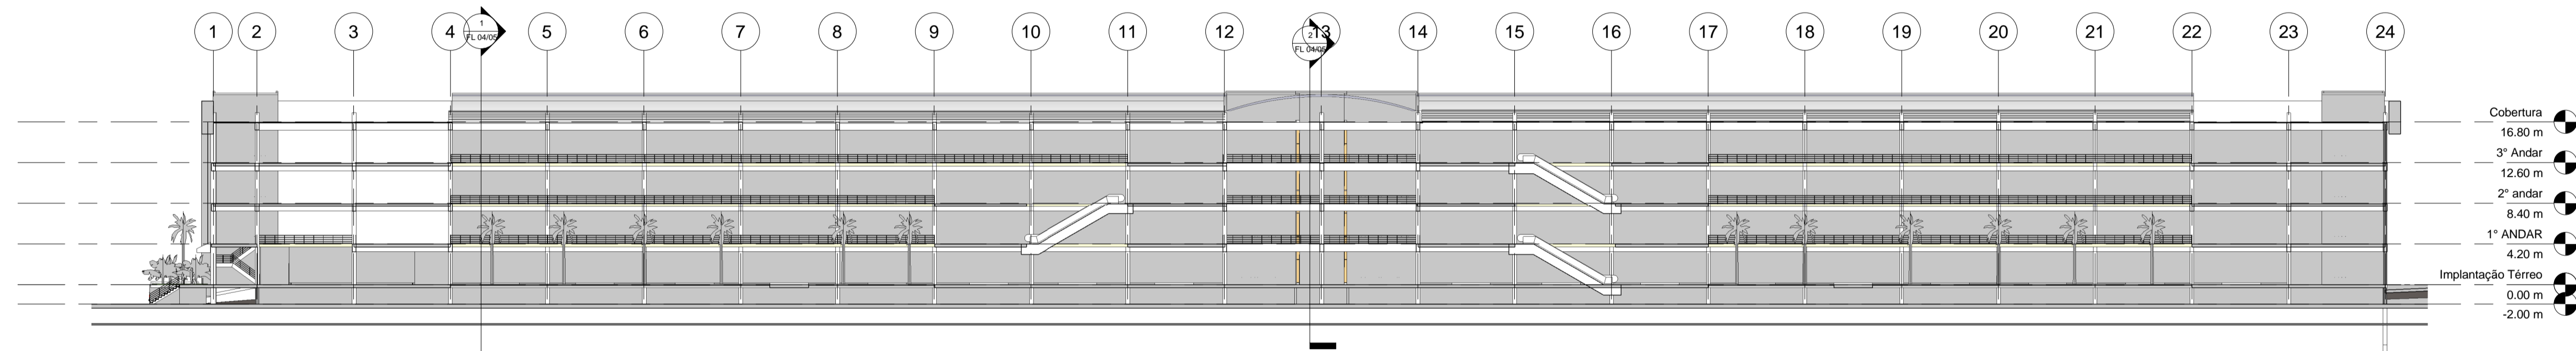 1 2 3 4 5 6 7 8 9 10 11 12 13 14 15 16 17 18 19 20 21 22 23 24
1
FL 04/05
2
FL 04/05
Cobertura
16.80 m
3° Andar
12.60 m
2° andar
8.40 m
1° ANDAR
4.20 m
Implantação Térreo
0.00 m
-2.00 m